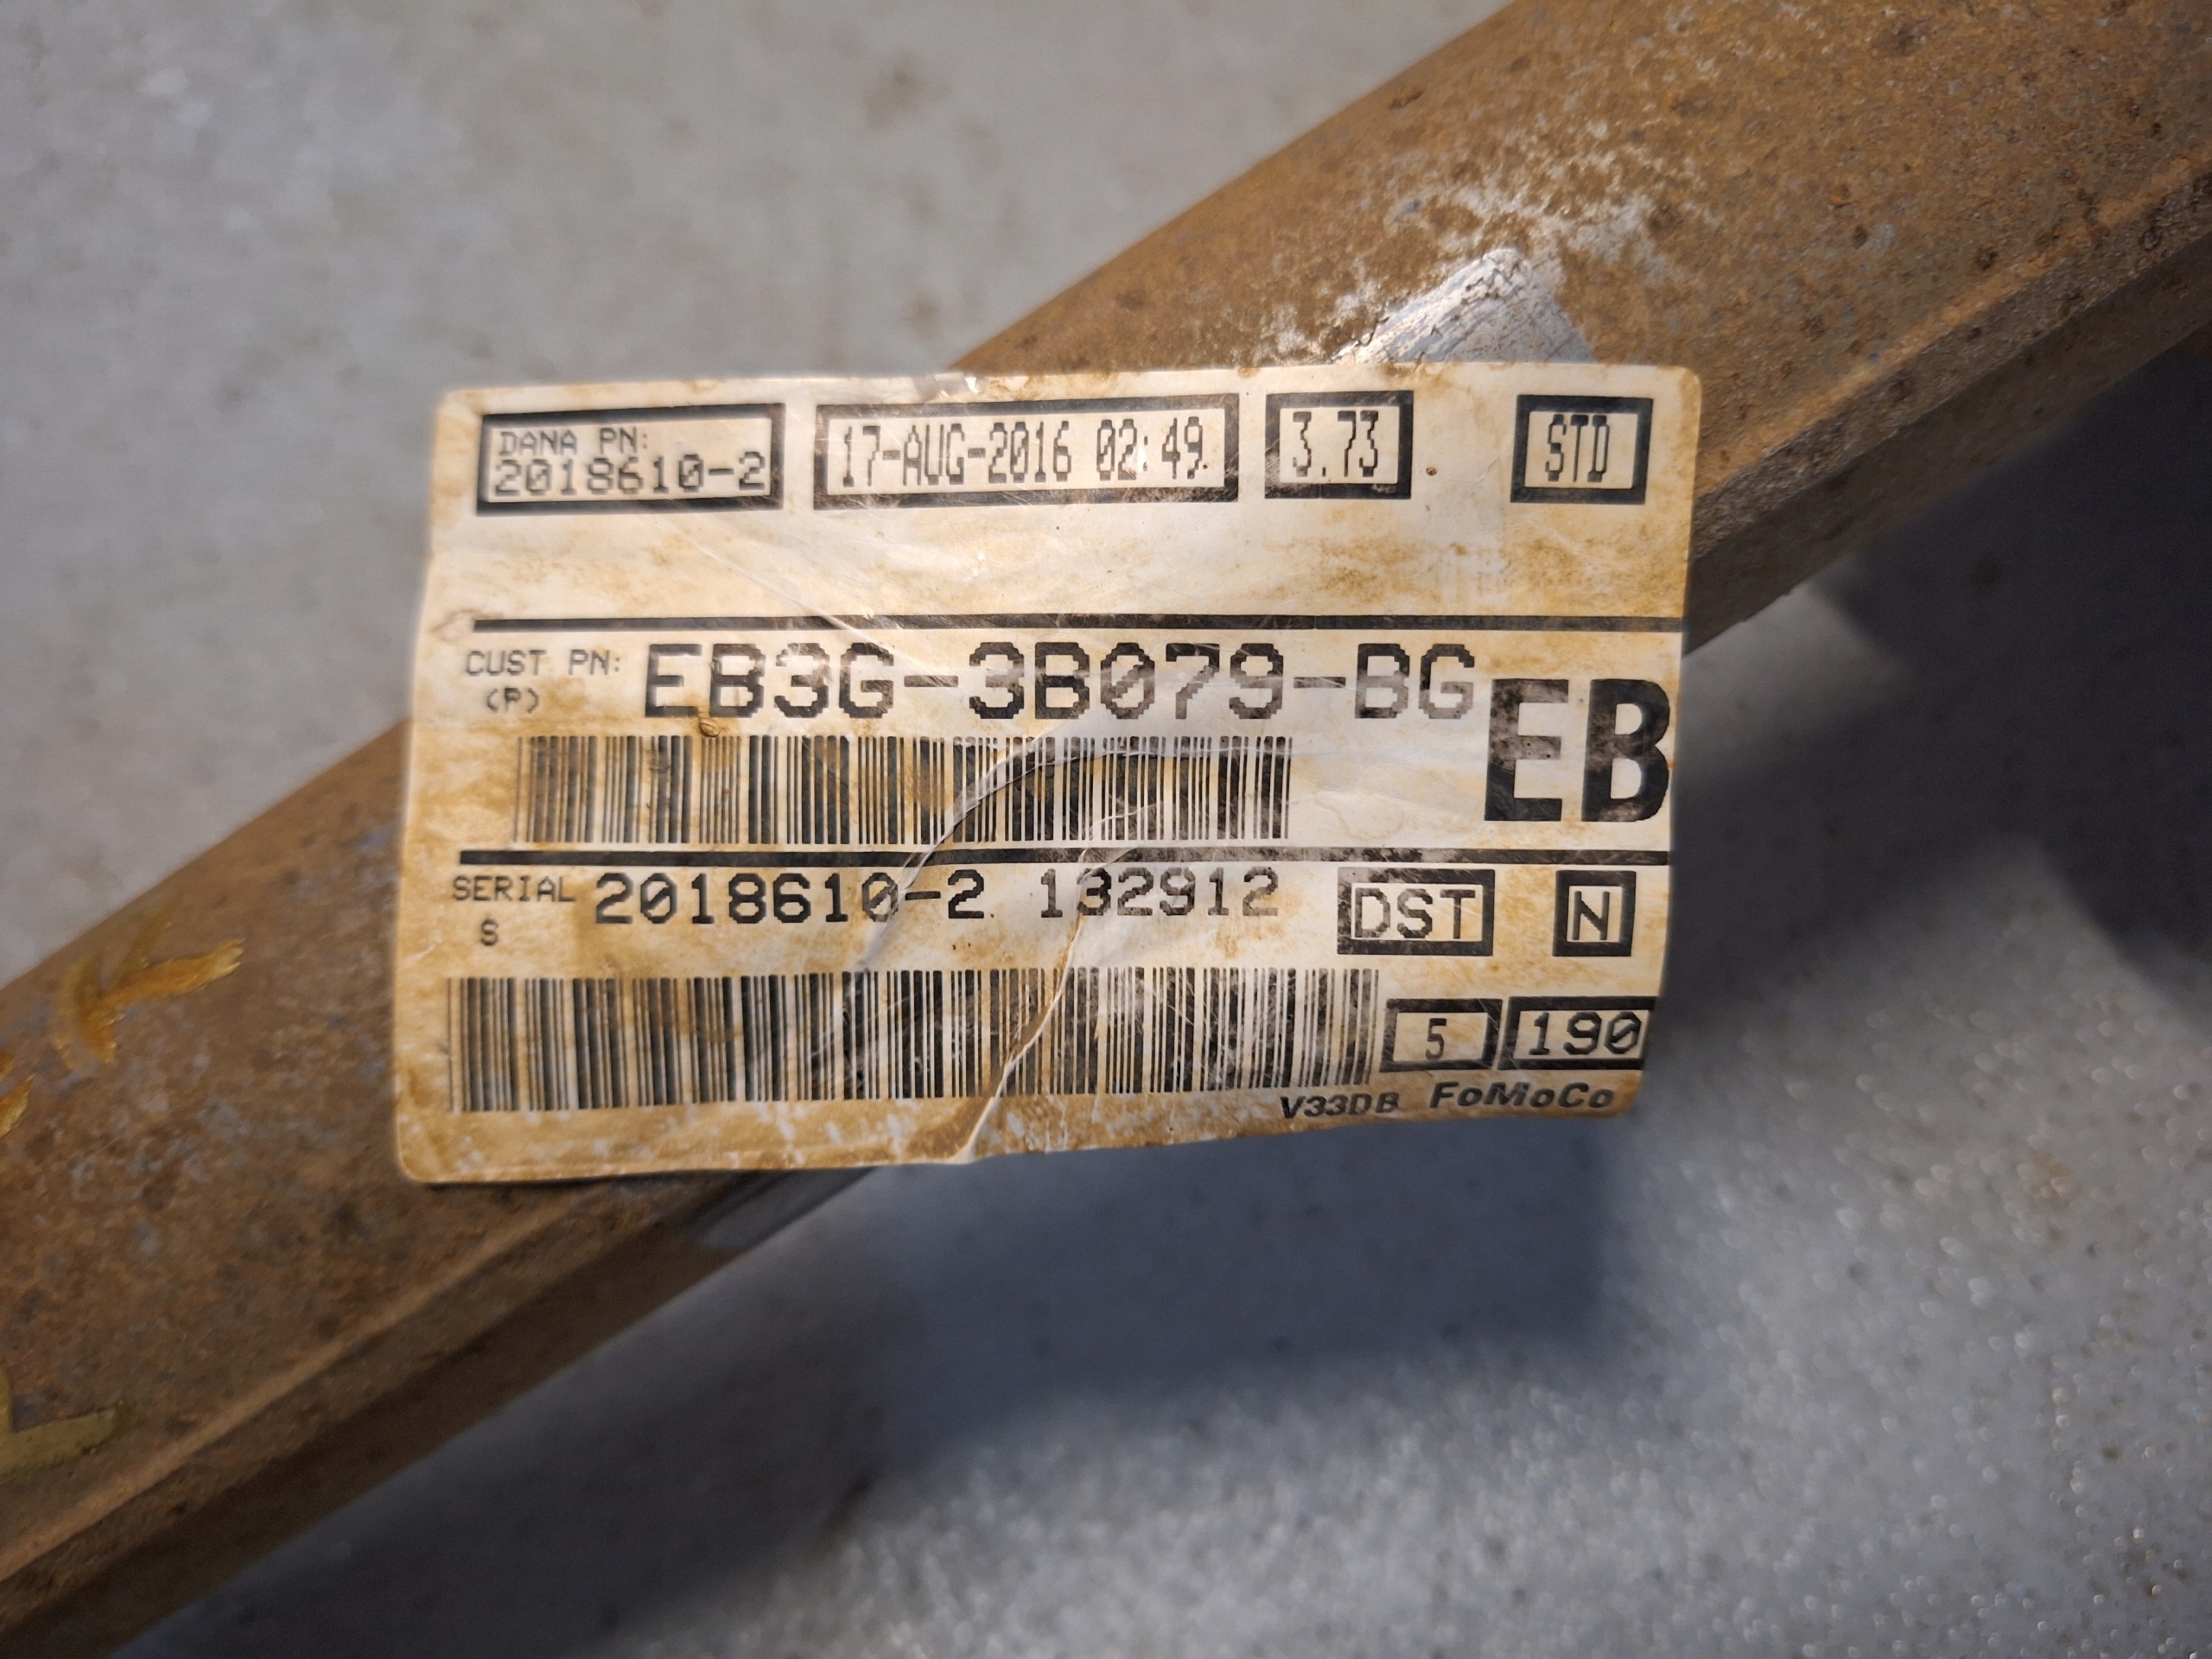 DANA PN:
2018610-2
17-AUG-2016 02:49
3.73
STD
CUST PN: EB3G-3B079-BG
(P)
EB
SERIAL 2018610-2 132912
S
DST
N
5
190
V33DB FoMoCo